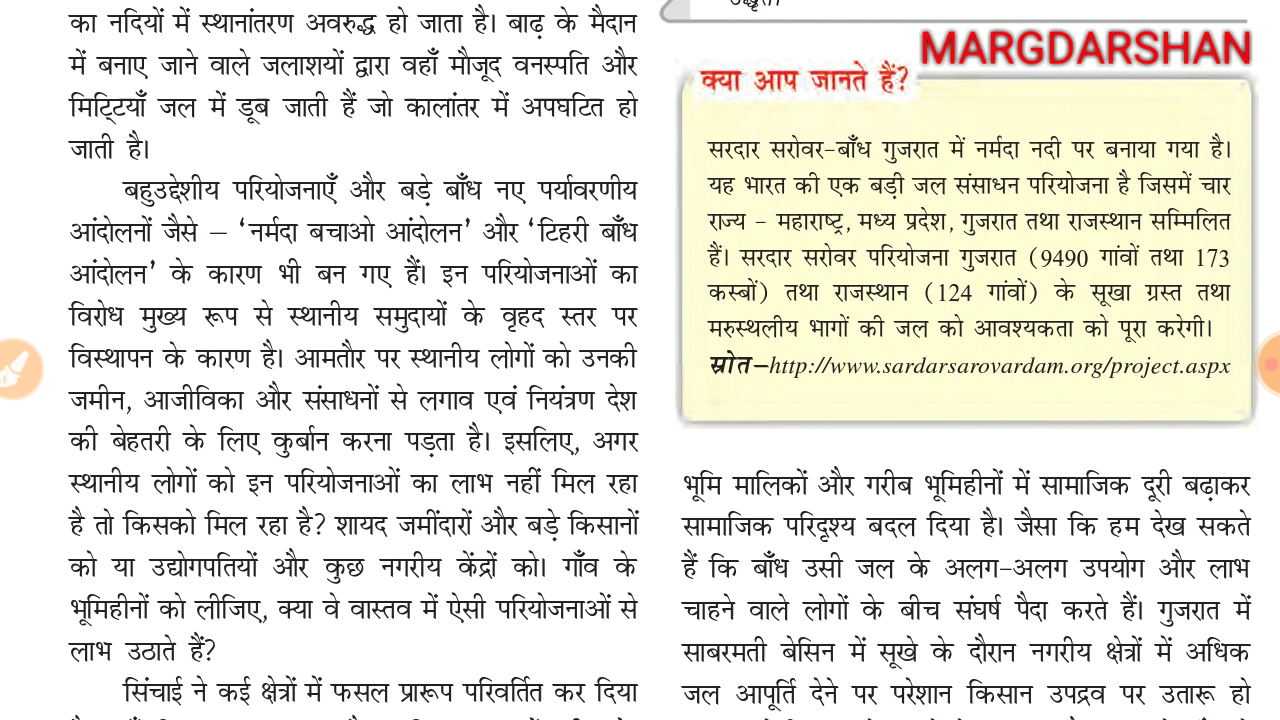 का नदियों में स्थानांतरण अवरुद्ध हो जाता है। बाढ़ के मैदान
में बनाए जाने वाले जलाशयों द्वारा वहाँ मौजूद वनस्पति और
मिट्टियाँ जल में डूब जाती हैं जो कालांतर में अपघटित हो
जाती है।
बहुउद्देशीय परियोजनाएँ और बड़े बाँध नए पर्यावरणीय
आंदोलनों जैसे – ‘नर्मदा बचाओ आंदोलन’ और ‘टिहरी बाँध
आंदोलन’ के कारण भी बन गए हैं। इन परियोजनाओं का
विरोध मुख्य रूप से स्थानीय समुदायों के वृहद स्तर पर
विस्थापन के कारण है। आमतौर पर स्थानीय लोगों को उनकी
जमीन, आजीविका और संसाधनों से लगाव एवं नियंत्रण देश
की बेहतरी के लिए कुर्बान करना पड़ता है। इसलिए, अगर
स्थानीय लोगों को इन परियोजनाओं का लाभ नहीं मिल रहा
है तो किसको मिल रहा है? शायद जमींदारों और बड़े किसानों
को या उद्योगपतियों और कुछ नगरीय केंद्रों को। गाँव के
भूमिहीनों को लीजिए, क्या वे वास्तव में ऐसी परियोजनाओं से
लाभ उठाते हैं?
सिंचाई ने कई क्षेत्रों में फसल प्रारूप परिवर्तित कर दिया
MARGDARSHAN
क्या आप जानते हैं?
सरदार सरोवर-बाँध गुजरात में नर्मदा नदी पर बनाया गया है।
यह भारत की एक बड़ी जल संसाधन परियोजना है जिसमें चार
राज्य - महाराष्ट्र, मध्य प्रदेश, गुजरात तथा राजस्थान सम्मिलित
हैं। सरदार सरोवर परियोजना गुजरात (9490 गांवों तथा 173
कस्बों) तथा राजस्थान (124 गांवों) के सूखा ग्रस्त तथा
मरुस्थलीय भागों की जल को आवश्यकता को पूरा करेगी।
स्रोत–http://www.sardarsarovardam.org/project.aspx
भूमि मालिकों और गरीब भूमिहीनों में सामाजिक दूरी बढ़ाकर
सामाजिक परिदृश्य बदल दिया है। जैसा कि हम देख सकते
हैं कि बाँध उसी जल के अलग-अलग उपयोग और लाभ
चाहने वाले लोगों के बीच संघर्ष पैदा करते हैं। गुजरात में
साबरमती बेसिन में सूखे के दौरान नगरीय क्षेत्रों में अधिक
जल आपूर्ति देने पर परेशान किसान उपद्रव पर उतारू हो